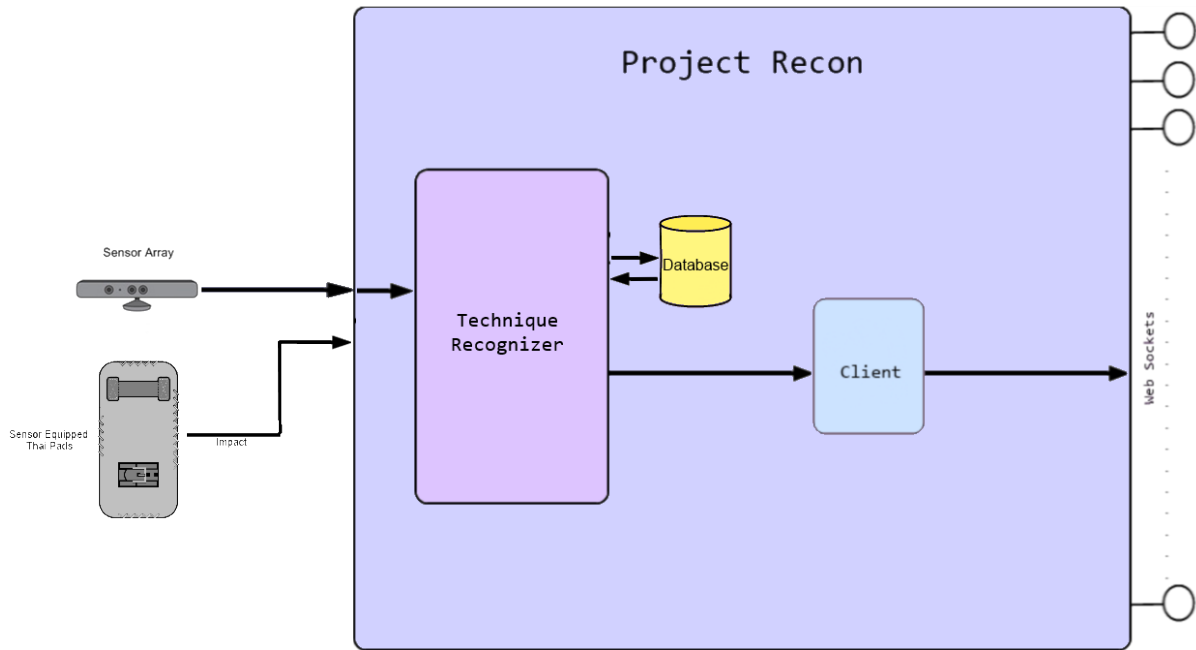 Project Recon
Sensor Array
Database
Technique
Recognizer
Client
Web Sockets
Sensor Equipped
Thai Pads
Impact